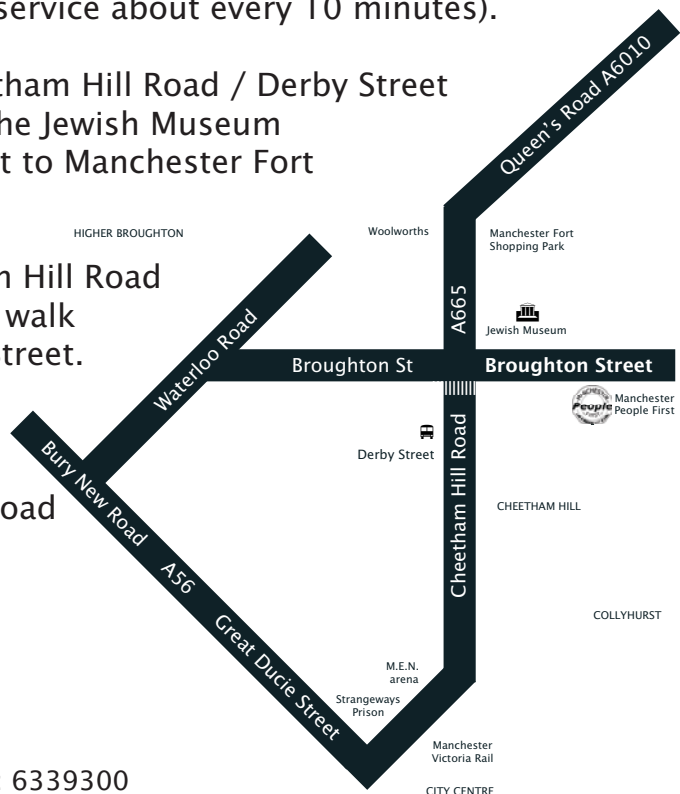 service about every 10 minutes).
tham Hill Road / Derby Street
he Jewish Museum
t to Manchester Fort
Hill Road
walk
treet.
oad
6339300
Queen's Road A6010
HIGHER BROUGHTON
Woolworths
Manchester Fort
Shopping Park
A665
Jewish Museum
Waterloo Road
Broughton St
Broughton Street
People
Manchester
People First
Derby Street
Bury New Road
Cheetham Hill Road
CHEETHAM HILL
A56
COLLYHURST
Great Ducie Street
M.E.N.
arena
Strangeways
Prison
Manchester
Victoria Rail
CITY CENTRE